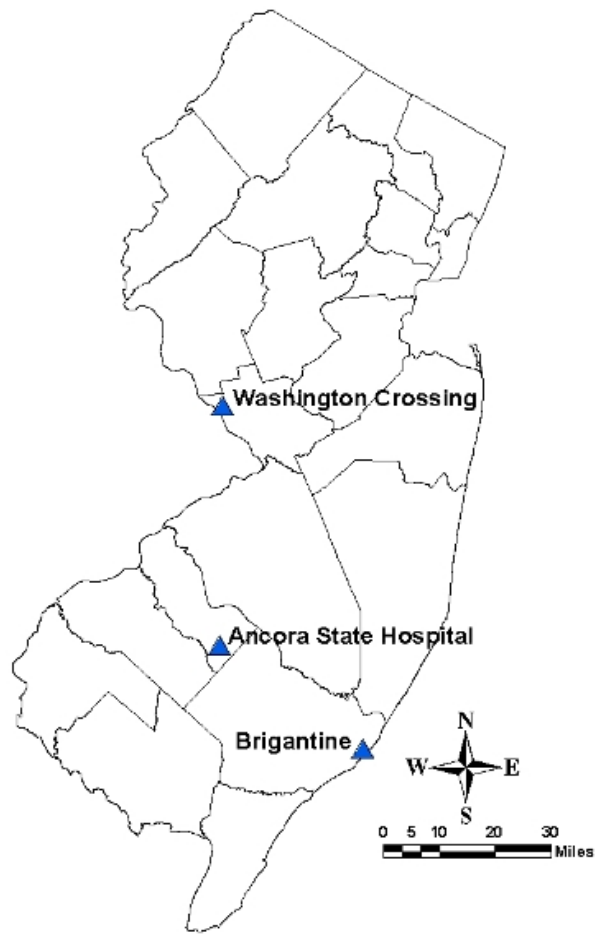 Washington Crossing
Ancora State Hospital
Brigantine
N
W E
S
0 5 10 20 30
Miles